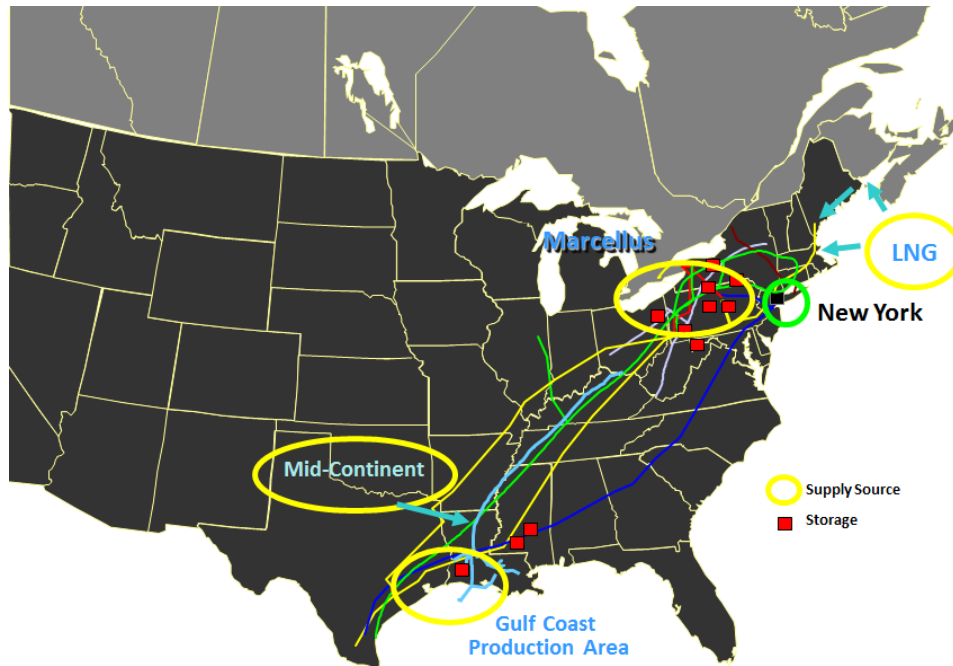 Marcellus
LNG
New York
Mid-Continent
Supply Source
Storage
Gulf Coast
Production Area